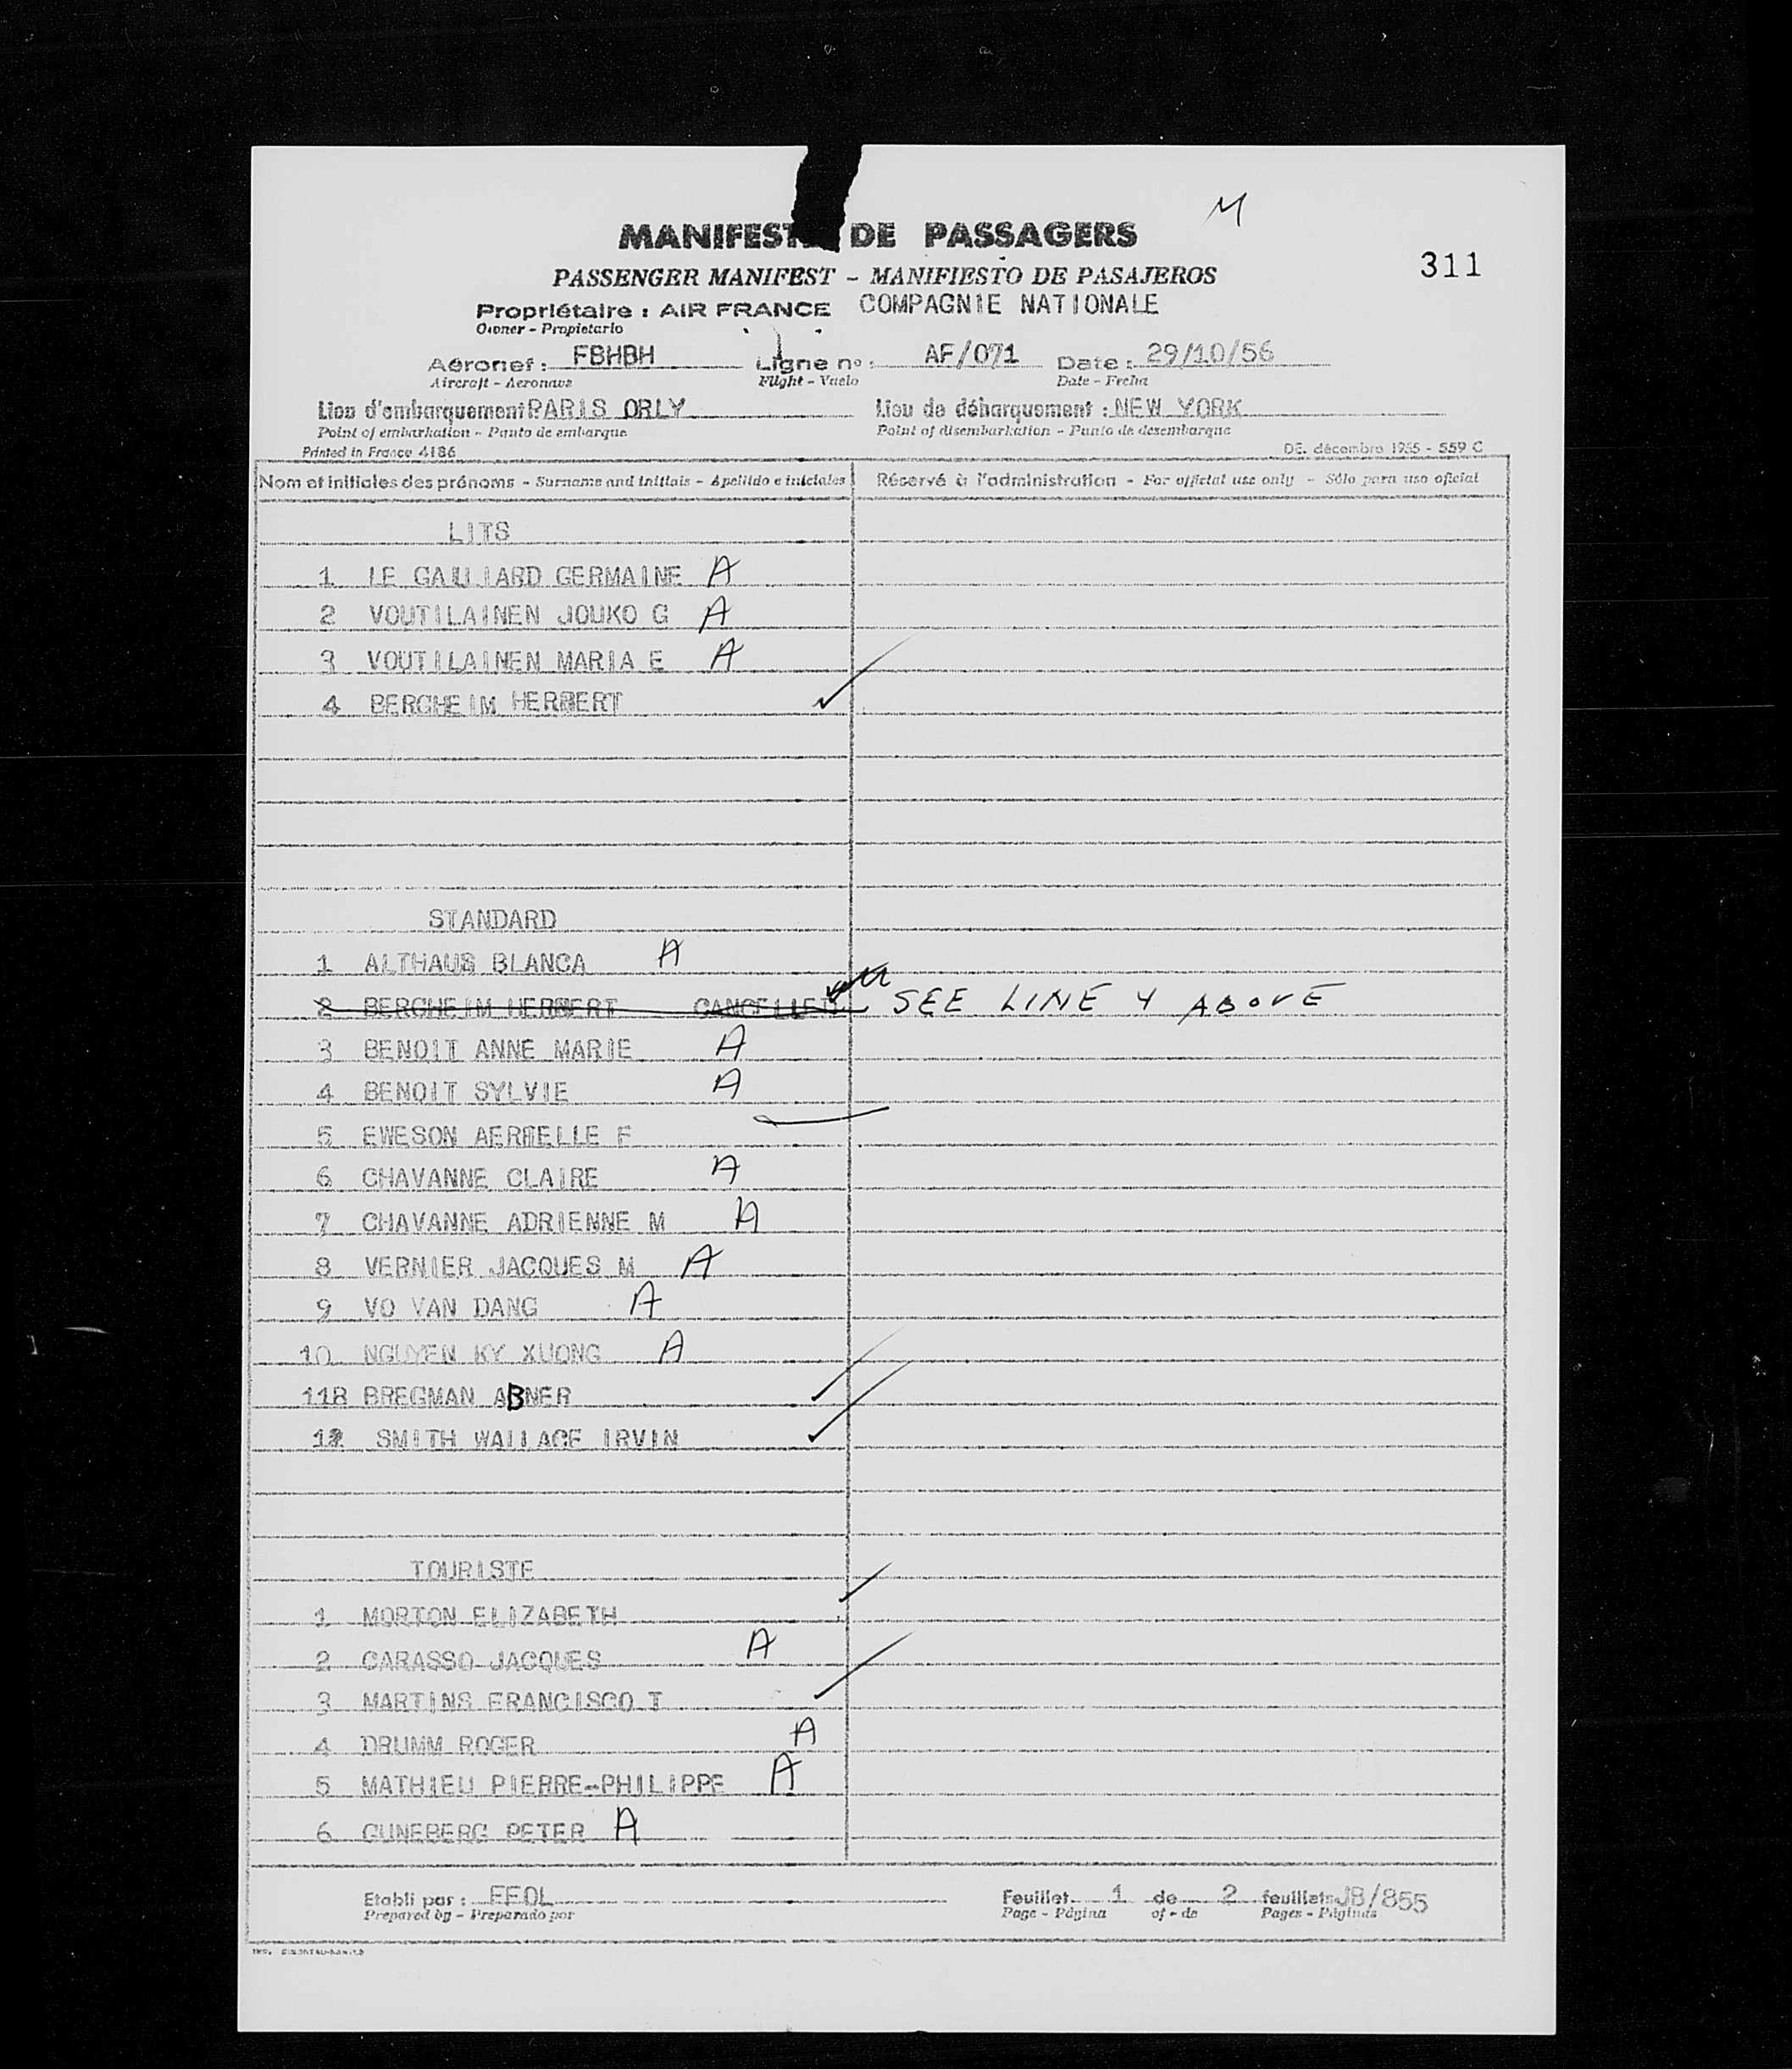 M
MANIFEST DE PASSAGERS
311
PASSENGER MANIFEST - MANIFIESTO DE PASAJEROS
Propriétaire : AIR FRANCE COMPAGNIE NATIONALE
Owner - Propietario
Aéronef : FBHBH Ligne nº : AF/071 Date : 29/10/56
Aircraft - Aeronave Flight - Vuelo Date - Fecha
Lieu d'embarquement PARIS ORLY Lieu de débarquement : NEW YORK
Point of embarkation - Punto de embarque Point of disembarkation - Punto de desembarque
Printed in France 4186 DE. décembre 1955 - 559 C
Nom et initiales des prénoms - Surname and initials - Apellido e iniciales Réservé à l'administration - For official use only - Sólo para uso oficial
LITS
1 LE GAILLARD GERMAINE A
2 VOUTILAINEN JOUKO G A
3 VOUTILAINEN MARIA E A
4 BERGHEIM HERBERT
STANDARD
1 ALTHAUS BLANCA A
2 BERGHEIM HERBERT CANCELLED SEE LINE 4 ABOVE
3 BENOIT ANNE MARIE A
4 BENOIT SYLVIE A
5 EWESON F
6 CHAVANNE CLAIRE A
7 CHAVANNE ADRIENNE M A
8 VERNIER JACQUES M A
9 VO VAN DANG A
10 NGUYEN KY XUONG A
11B BREGMAN ABNER
12 SMITH WALLACE IRVIN
TOURISTE
1 MORTON ELIZABETH
2 CARASSO JACQUES A
3 MARTINS FRANCISCO T
4 DRUMM ROGER A
5 MATHIEU PIERRE-PHILIPPE A
6 GUNEBERG PETER A
Etabli par : FFOL Feuillet 1 de 2 feuillets JB/855
Prepared by - Preparado por Page - Página of - de Pages - Páginas